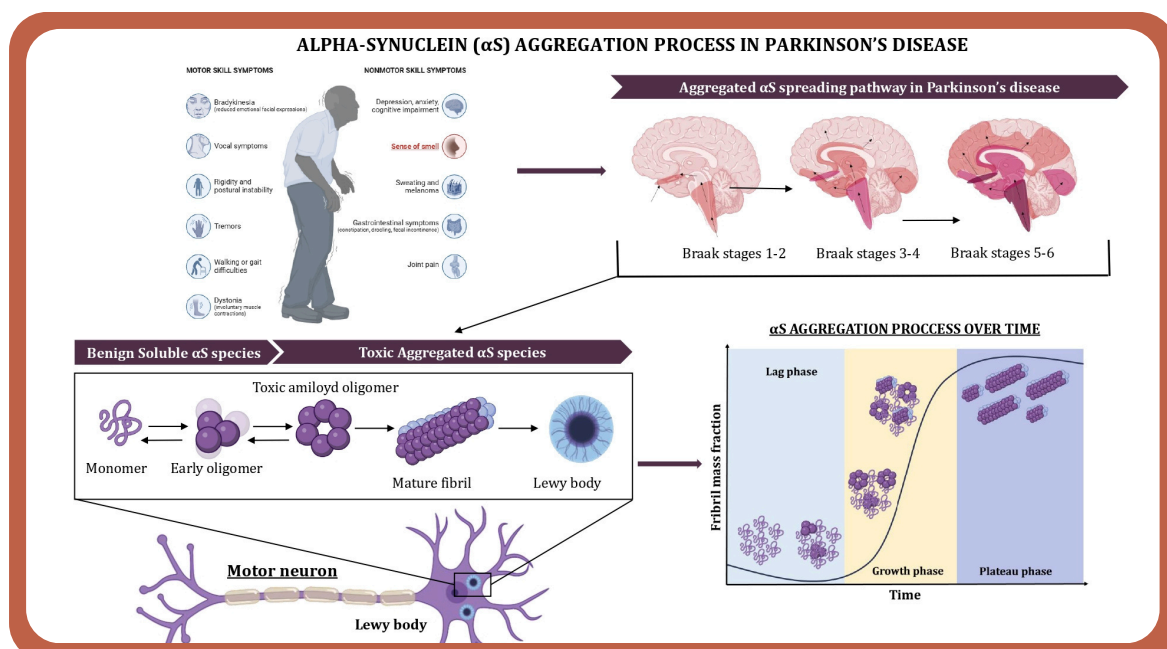 ALPHA-SYNUCLEIN (αS) AGGREGATION PROCESS IN PARKINSON'S DISEASE
MOTOR SKILL SYMPTOMS
Bradykinesia
(reduced emotional facial expressions)
Vocal symptoms
Rigidity and
postural instability
Tremors
Walking or gait
difficulties
Dystonia
(involuntary muscle
contractions)
NONMOTOR SKILL SYMPTOMS
Depression, anxiety,
cognitive impairment
Sense of smell
Sweating and
melanoma
Gastrointestinal symptoms
(constipation, drooling, fecal incontinence)
Joint pain
Aggregated αS spreading pathway in Parkinson's disease
Braak stages 1-2
Braak stages 3-4
Braak stages 5-6
Benign Soluble αS species
Toxic Aggregated αS species
Toxic amiloyd oligomer
Monomer
Early oligomer
Mature fibril
Lewy body
Motor neuron
Lewy body
αS AGGREGATION PROCCESS OVER TIME
Lag phase
Growth phase
Plateau phase
Fribril mass fraction
Time